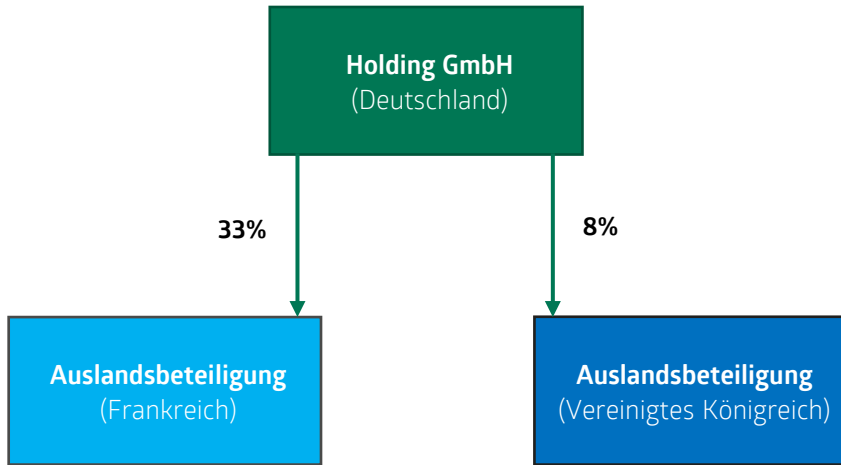 Holding GmbH
(Deutschland)
33%
8%
Auslandsbeteiligung
(Frankreich)
Auslandsbeteiligung
(Vereinigtes Königreich)